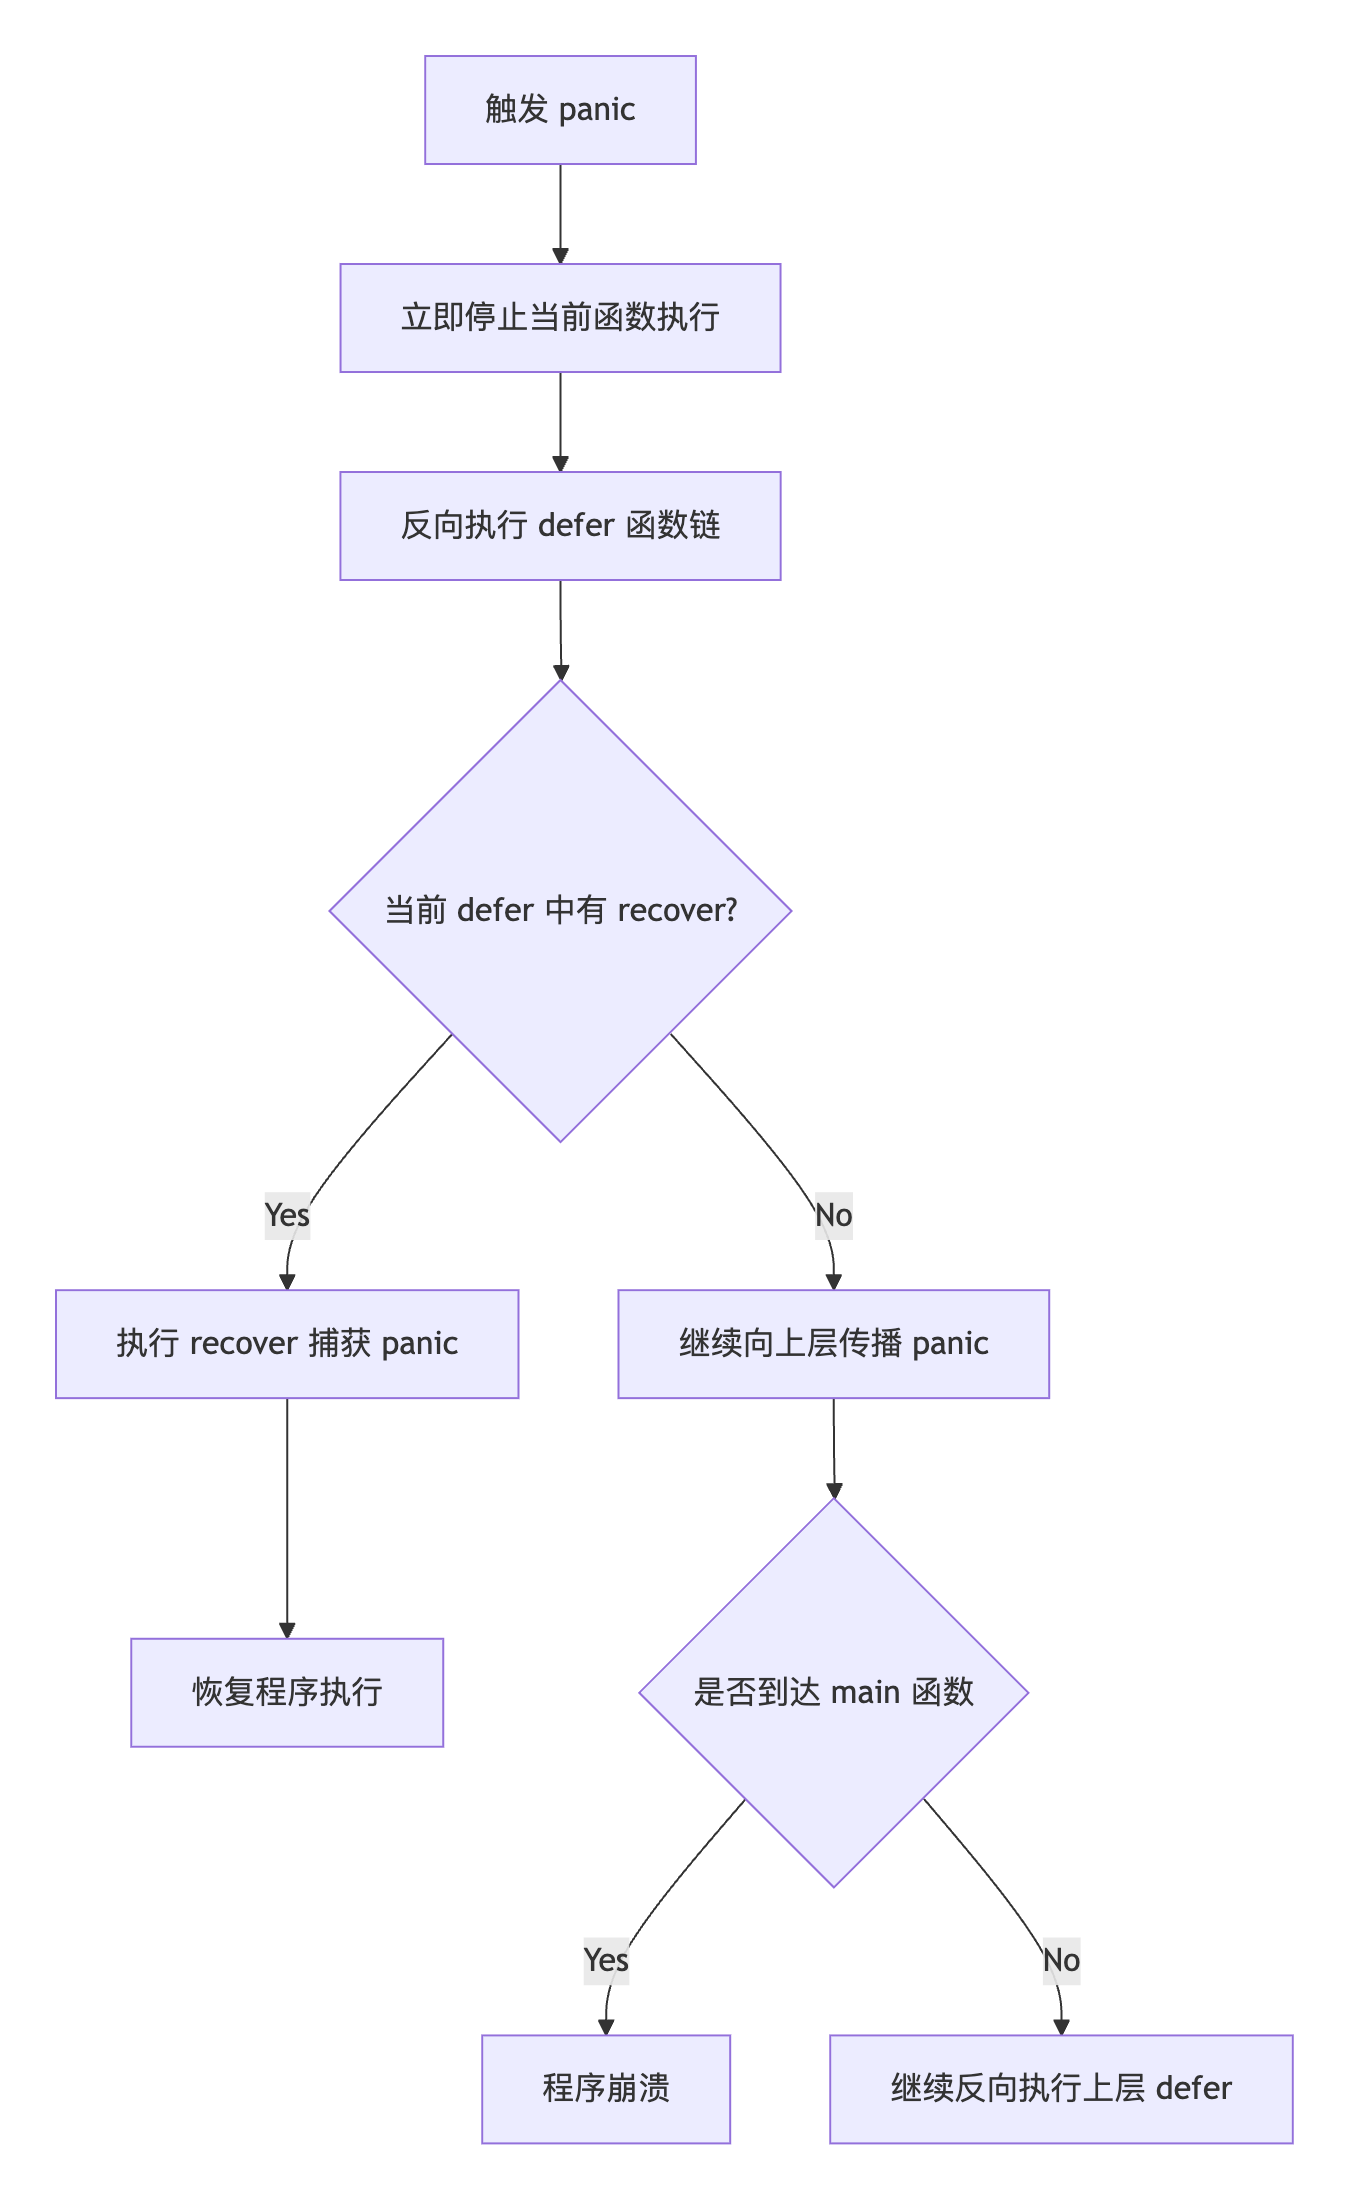 触发 panic
立即停止当前函数执行
反向执行 defer 函数链
当前 defer 中有 recover?
Yes
No
执行 recover 捕获 panic
继续向上层传播 panic
恢复程序执行
是否到达 main 函数
Yes
No
程序崩溃
继续反向执行上层 defer